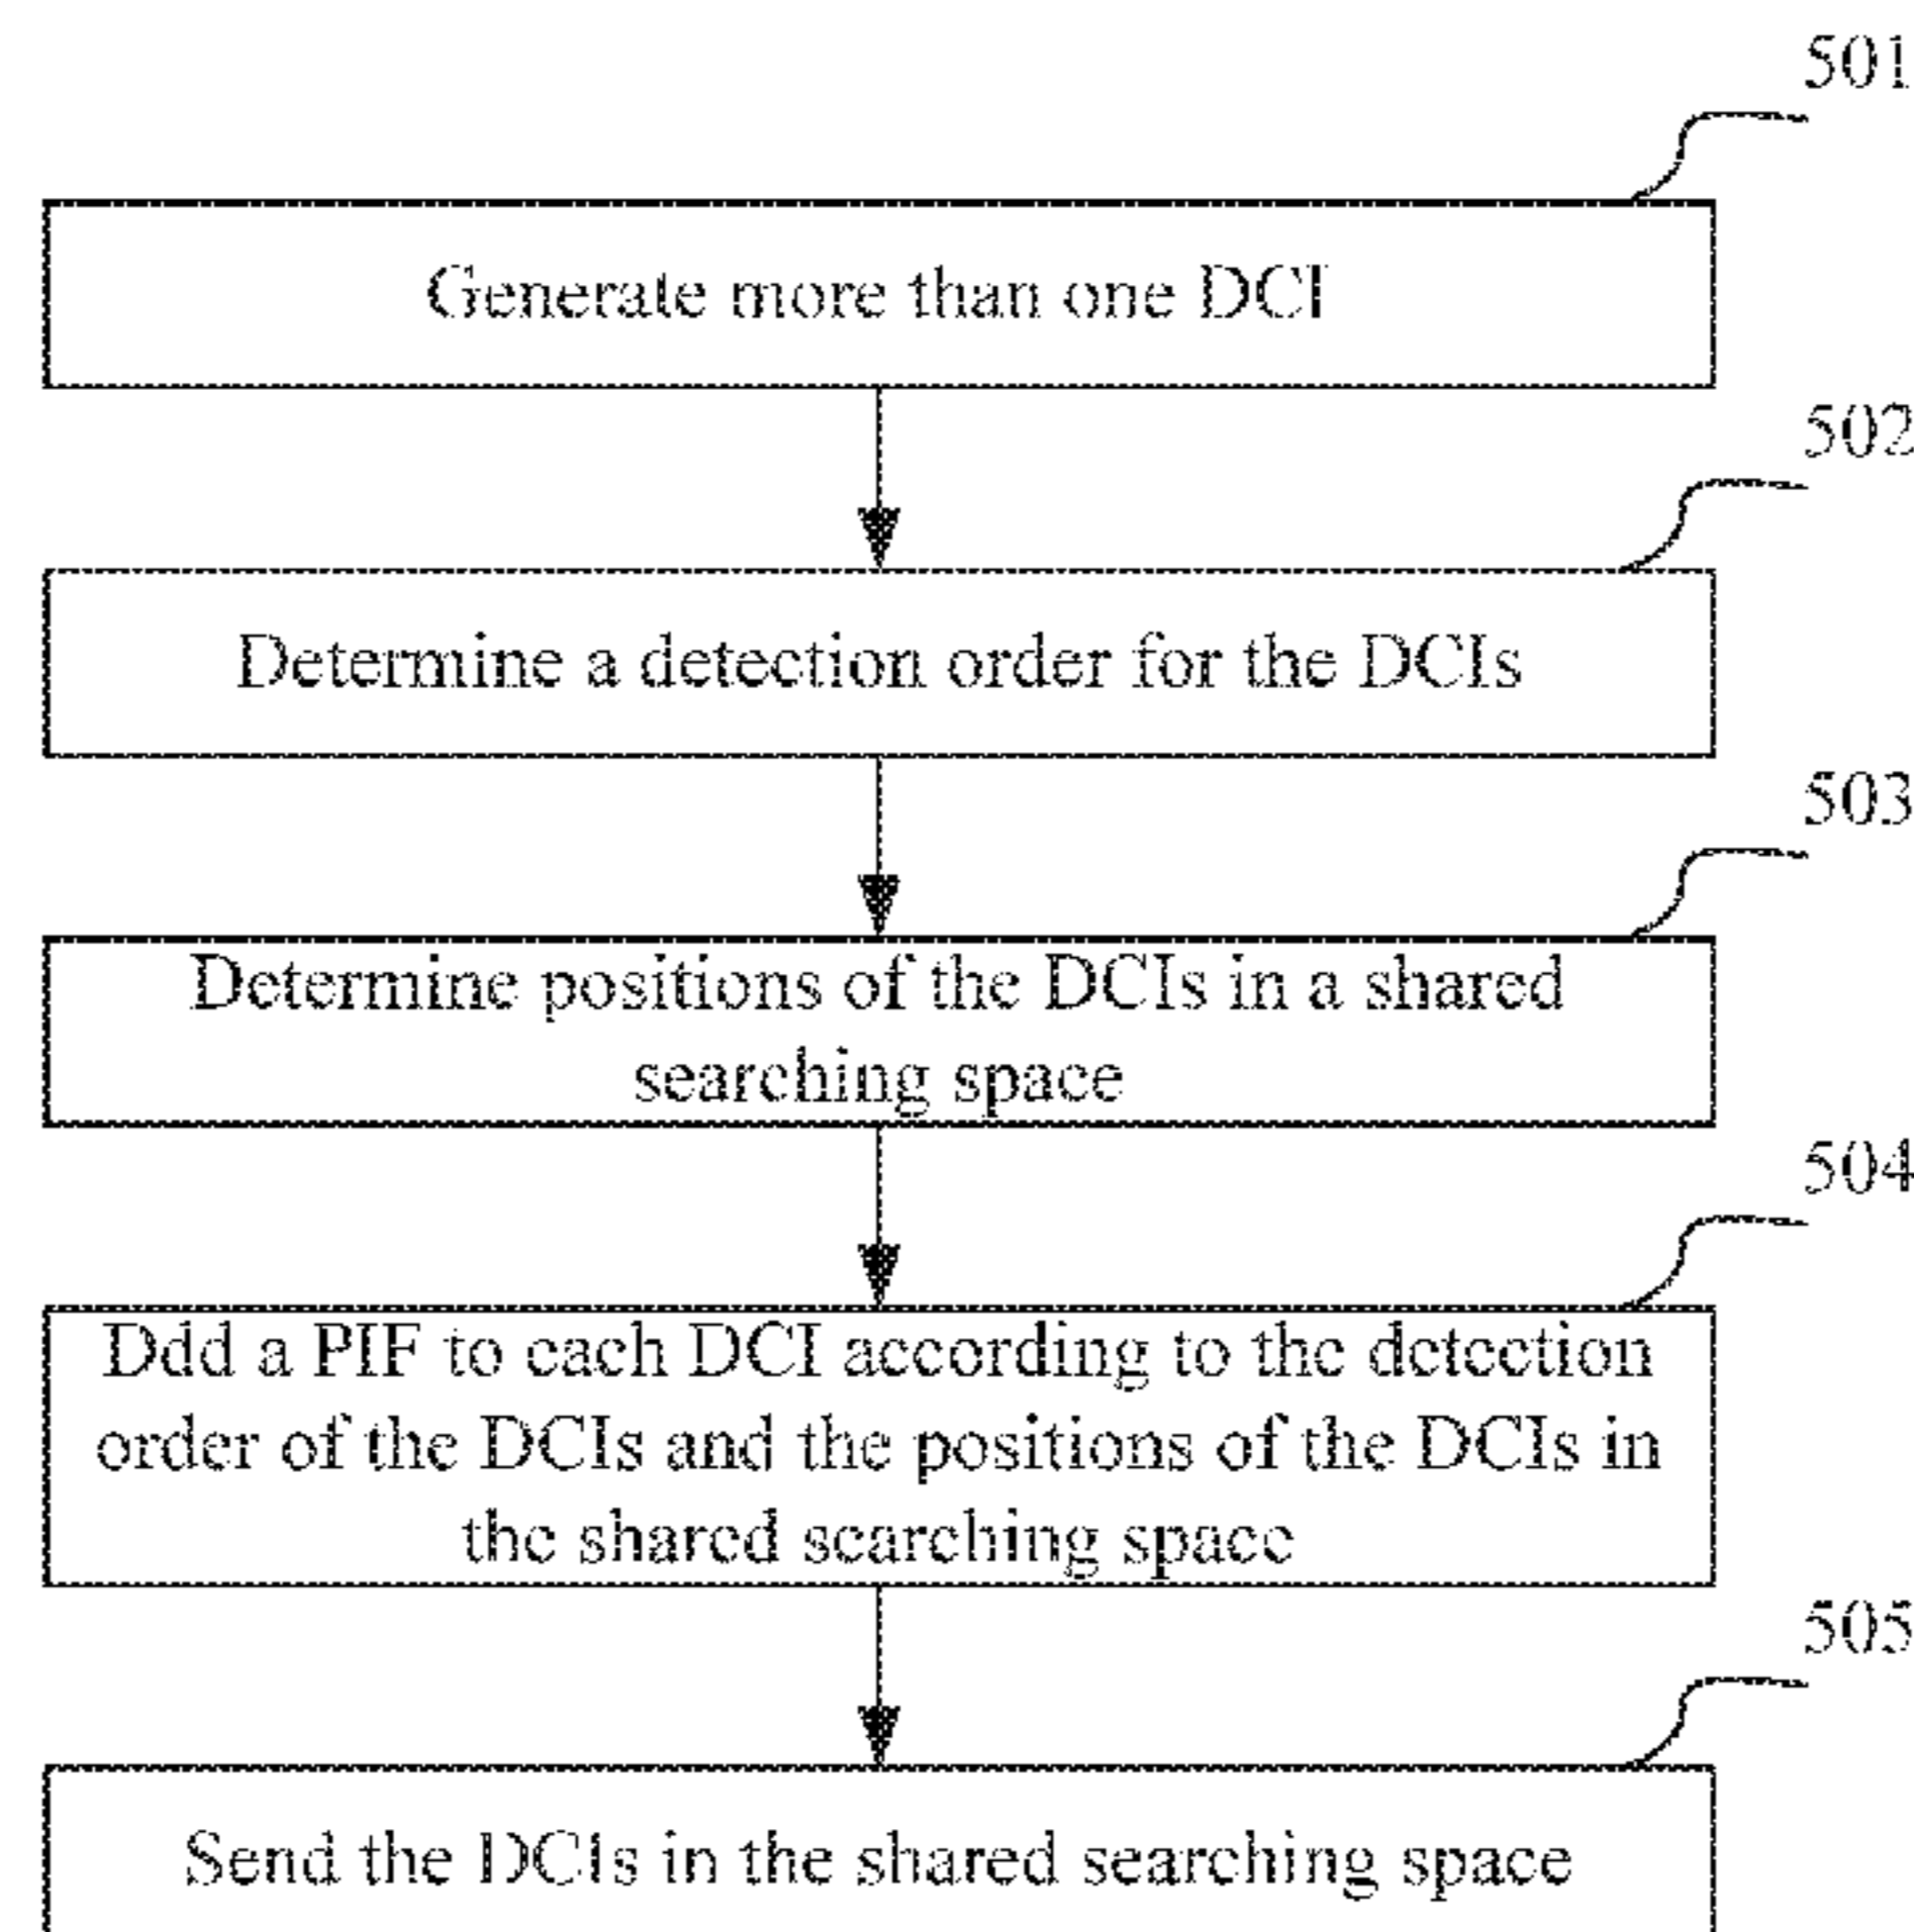 501
Generate more than one DCI
502
Determine a detection order for the DCIs
503
Determine positions of the DCIs in a shared
searching space
504
Ddd a PIF to each DCI according to the detection
order of the DCIs and the positions of the DCIs in
the shared searching space
505
Send the DCIs in the shared searching space